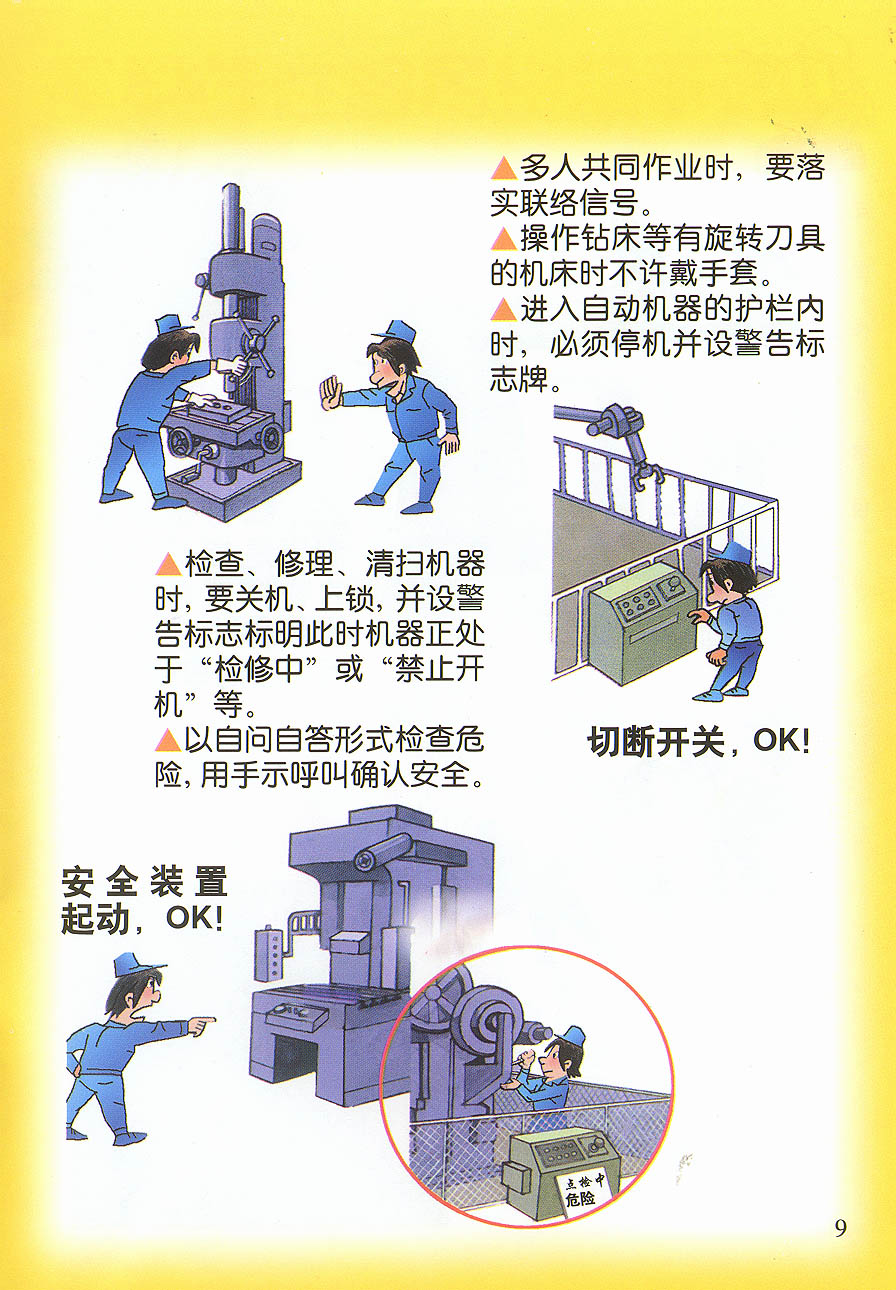 ▲多人共同作业时，要落
实联络信号。
▲操作钻床等有旋转刀具
的机床时不许戴手套。
▲进入自动机器的护栏内
时，必须停机并设警告标
志牌。
▲检查、修理、清扫机器
时，要关机、上锁，并设警
告标志标明此时机器正处
于“检修中”或“禁止开
机”等。
▲以自问自答形式检查危
险，用手示呼叫确认安全。
切断开关，OK!
安全装置
起动，OK!
点检中
危险
9